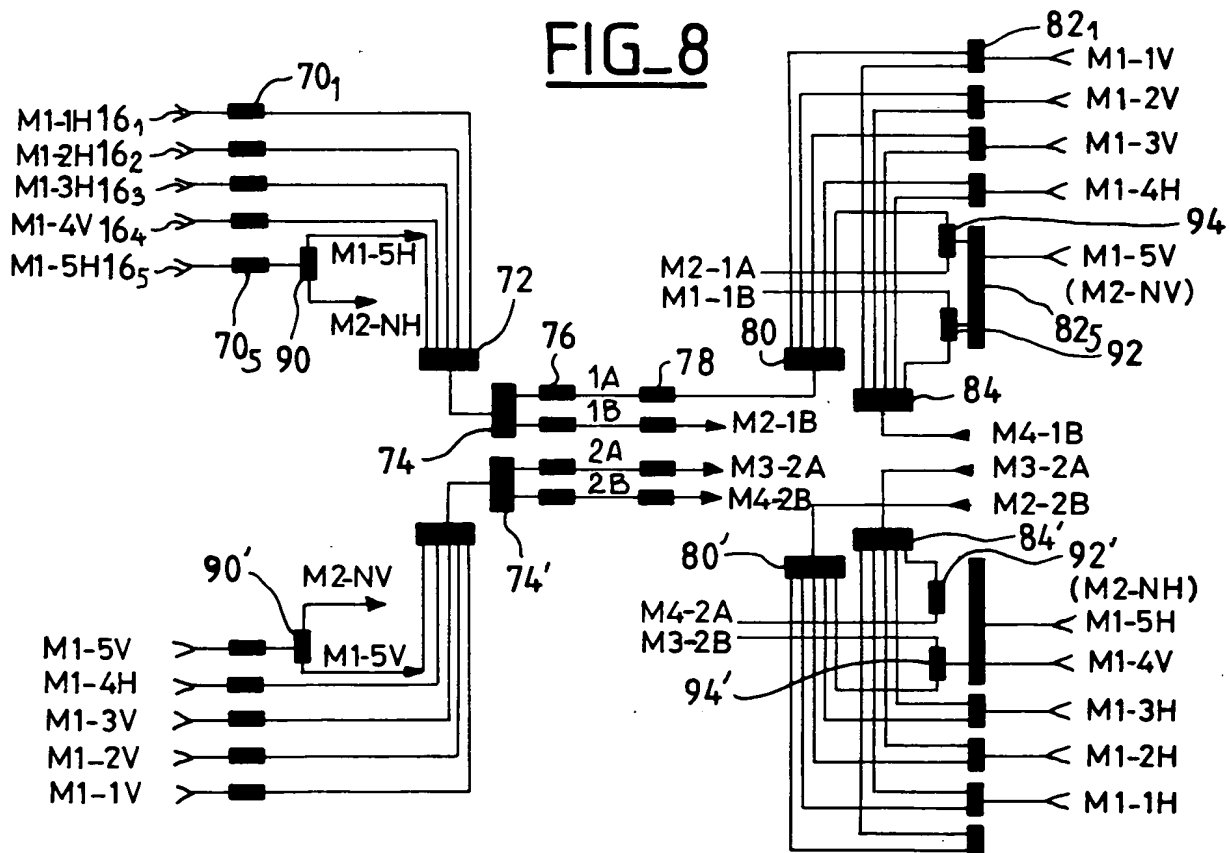 FIG_8
70₁
M1-1H 16₁
M1-2H 16₂
M1-3H 16₃
M1-4V 16₄
M1-5H 16₅
M1-5H
M2-NH
70₅
90
72
76
78
1A
1B
M2-1B
74
2A
M3-2A
2B
M4-2B
74'
90'
M2-NV
M1-5V
M1-5V
M1-4H
M1-3V
M1-2V
M1-1V
82₁
M1-1V
M1-2V
M1-3V
M1-4H
94
M2-1A
M1-5V
M1-1B
(M2-NV)
82₅
92
80
84
M4-1B
M3-2A
M2-2B
84'
80'
92'
(M2-NH)
M4-2A
M1-5H
M3-2B
M1-4V
94'
M1-3H
M1-2H
M1-1H